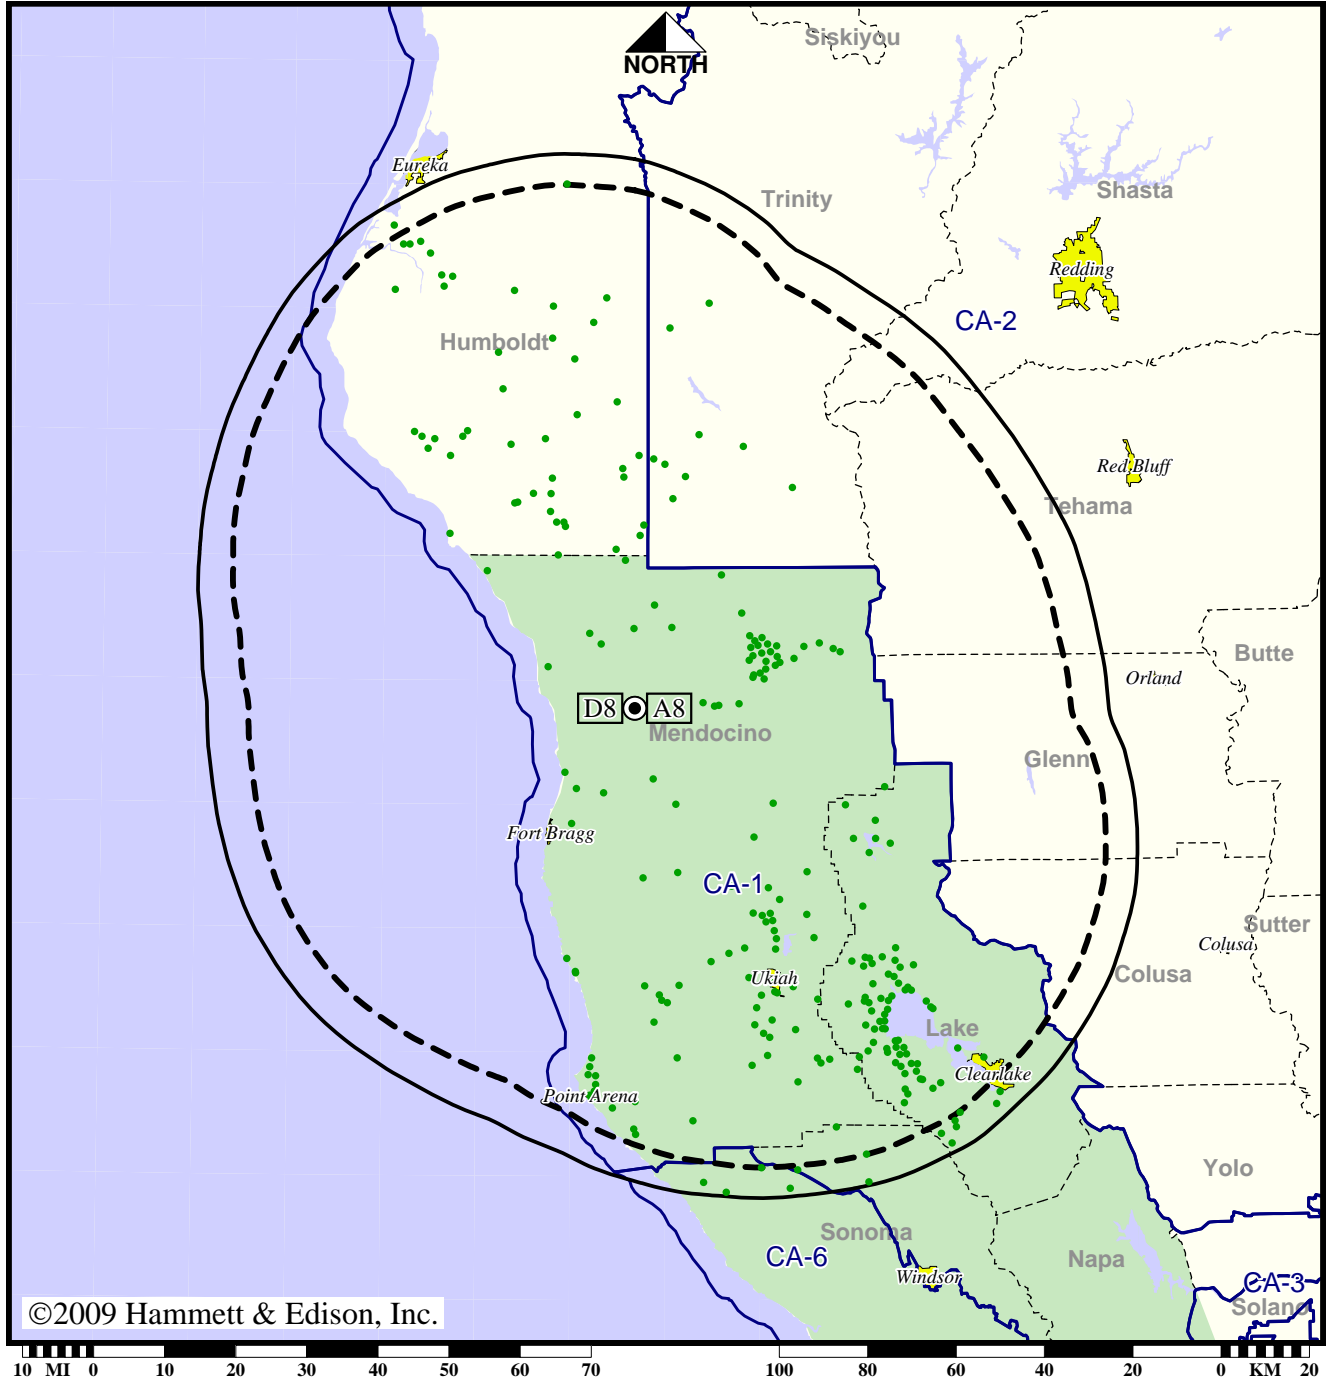 Siskiyou
NORTH
Eureka
Trinity
Shasta
Redding
CA-2
Humboldt
Red Bluff
Tehama
Butte
Orland
D8
A8
Mendocino
Glenn
Fort Bragg
CA-1
Sutter
Colusa
Colusa
Ukiah
Lake
Clearlake
Point Arena
Yolo
Sonoma
CA-6
Napa
Windsor
CA-3
Solano
©2009 Hammett & Edison, Inc.
10 MI 0 10 20 30 40 50 60 70 100 80 60 40 20 0 KM 20